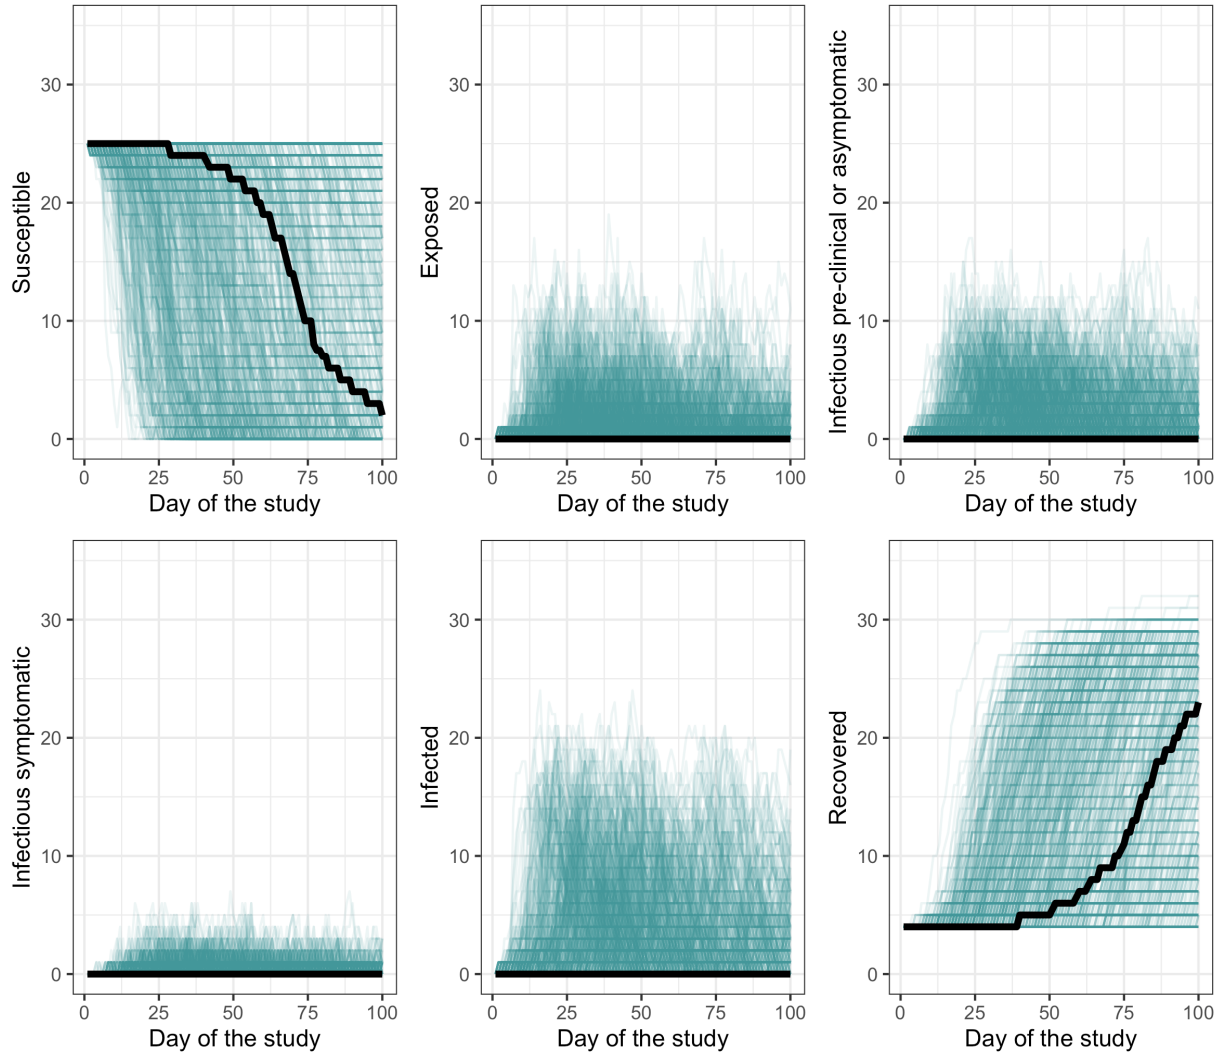 Susceptible
30
20
10
0
0 25 50 75 100
Day of the study
Exposed
30
20
10
0
0 25 50 75 100
Day of the study
Infectious pre-clinical or asymptomatic
30
20
10
0
0 25 50 75 100
Day of the study
Infectious symptomatic
30
20
10
0
0 25 50 75 100
Day of the study
Infected
30
20
10
0
0 25 50 75 100
Day of the study
Recovered
30
20
10
0
0 25 50 75 100
Day of the study